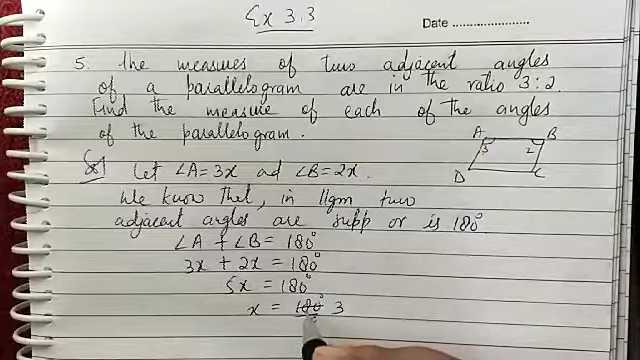 Ex 3.3
Date ........................
5. The measures of two adjacent angles
of a parallelogram are in the ratio 3:2.
Find the measure of each of the angles
of the parallelogram.
A B
3 2
D C
Let ∠A = 3x ad ∠B = 2x.
We know That, in llgm two
adjacent angles are supp or is 180°
∠A + ∠B = 180°
3x + 2x = 180°
5x = 180°
x = 180° 3